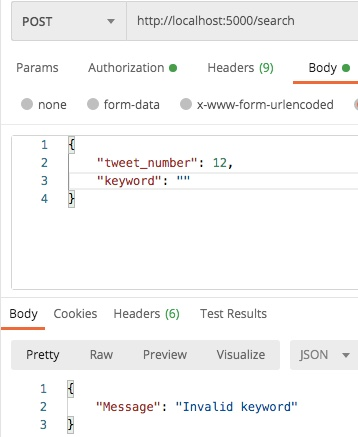 POST http://localhost:5000/search
Params Authorization Headers (9) Body
none form-data x-www-form-urlencoded
1 {
2 "tweet_number": 12,
3 "keyword": ""
4 }
Body Cookies Headers (6) Test Results
Pretty Raw Preview Visualize JSON
1 {
2 "Message": "Invalid keyword"
3 }